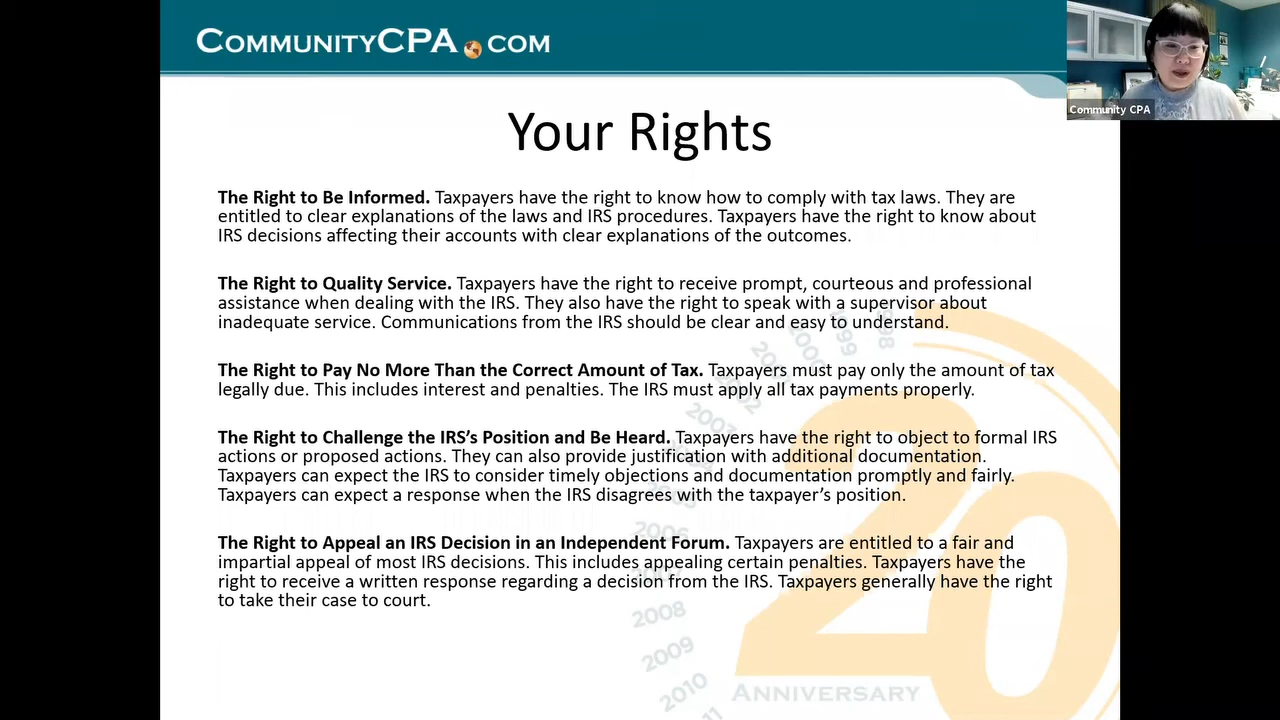 COMMUNITYCPA.COM
Community CPA
Your Rights
The Right to Be Informed. Taxpayers have the right to know how to comply with tax laws. They are
entitled to clear explanations of the laws and IRS procedures. Taxpayers have the right to know about
IRS decisions affecting their accounts with clear explanations of the outcomes.
The Right to Quality Service. Taxpayers have the right to receive prompt, courteous and professional
assistance when dealing with the IRS. They also have the right to speak with a supervisor about
inadequate service. Communications from the IRS should be clear and easy to understand.
The Right to Pay No More Than the Correct Amount of Tax. Taxpayers must pay only the amount of tax
legally due. This includes interest and penalties. The IRS must apply all tax payments properly.
The Right to Challenge the IRS’s Position and Be Heard. Taxpayers have the right to object to formal IRS
actions or proposed actions. They can also provide justification with additional documentation.
Taxpayers can expect the IRS to consider timely objections and documentation promptly and fairly.
Taxpayers can expect a response when the IRS disagrees with the taxpayer’s position.
The Right to Appeal an IRS Decision in an Independent Forum. Taxpayers are entitled to a fair and
impartial appeal of most IRS decisions. This includes appealing certain penalties. Taxpayers have the
right to receive a written response regarding a decision from the IRS. Taxpayers generally have the right
to take their case to court.
1998
1999
2000
2002
2003
2006
2008
2009
2010
20
ANNIVERSARY